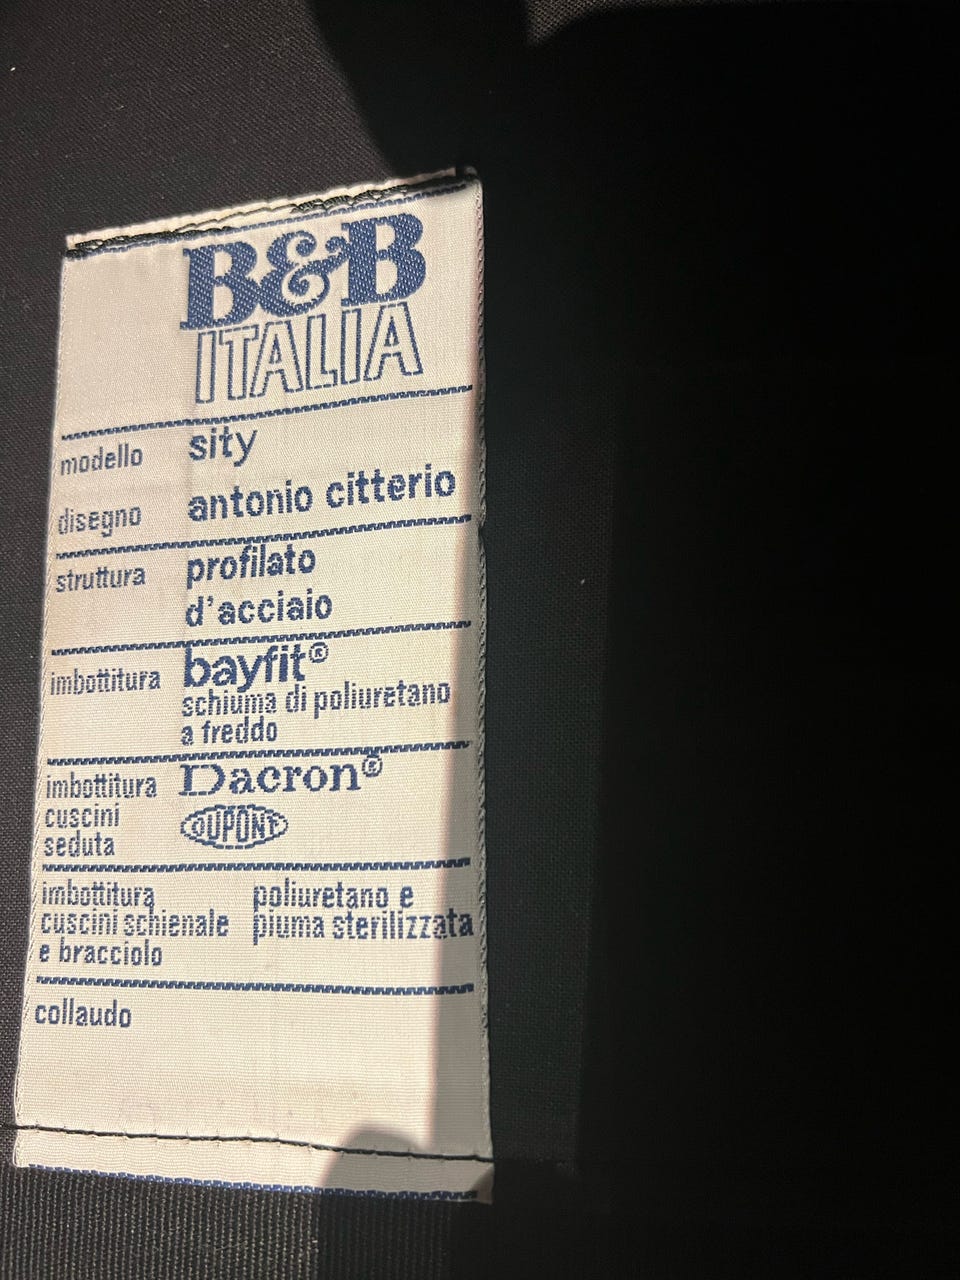 B&B
ITALIA
modello sity
disegno antonio citterio
struttura profilato
d'acciaio
imbottitura bayfit®
schiuma di poliuretano
a freddo
imbottitura Dacron®
cuscini DUPONT
seduta
imbottitura poliuretano e
cuscini schienale piuma sterilizzata
e bracciolo
collaudo